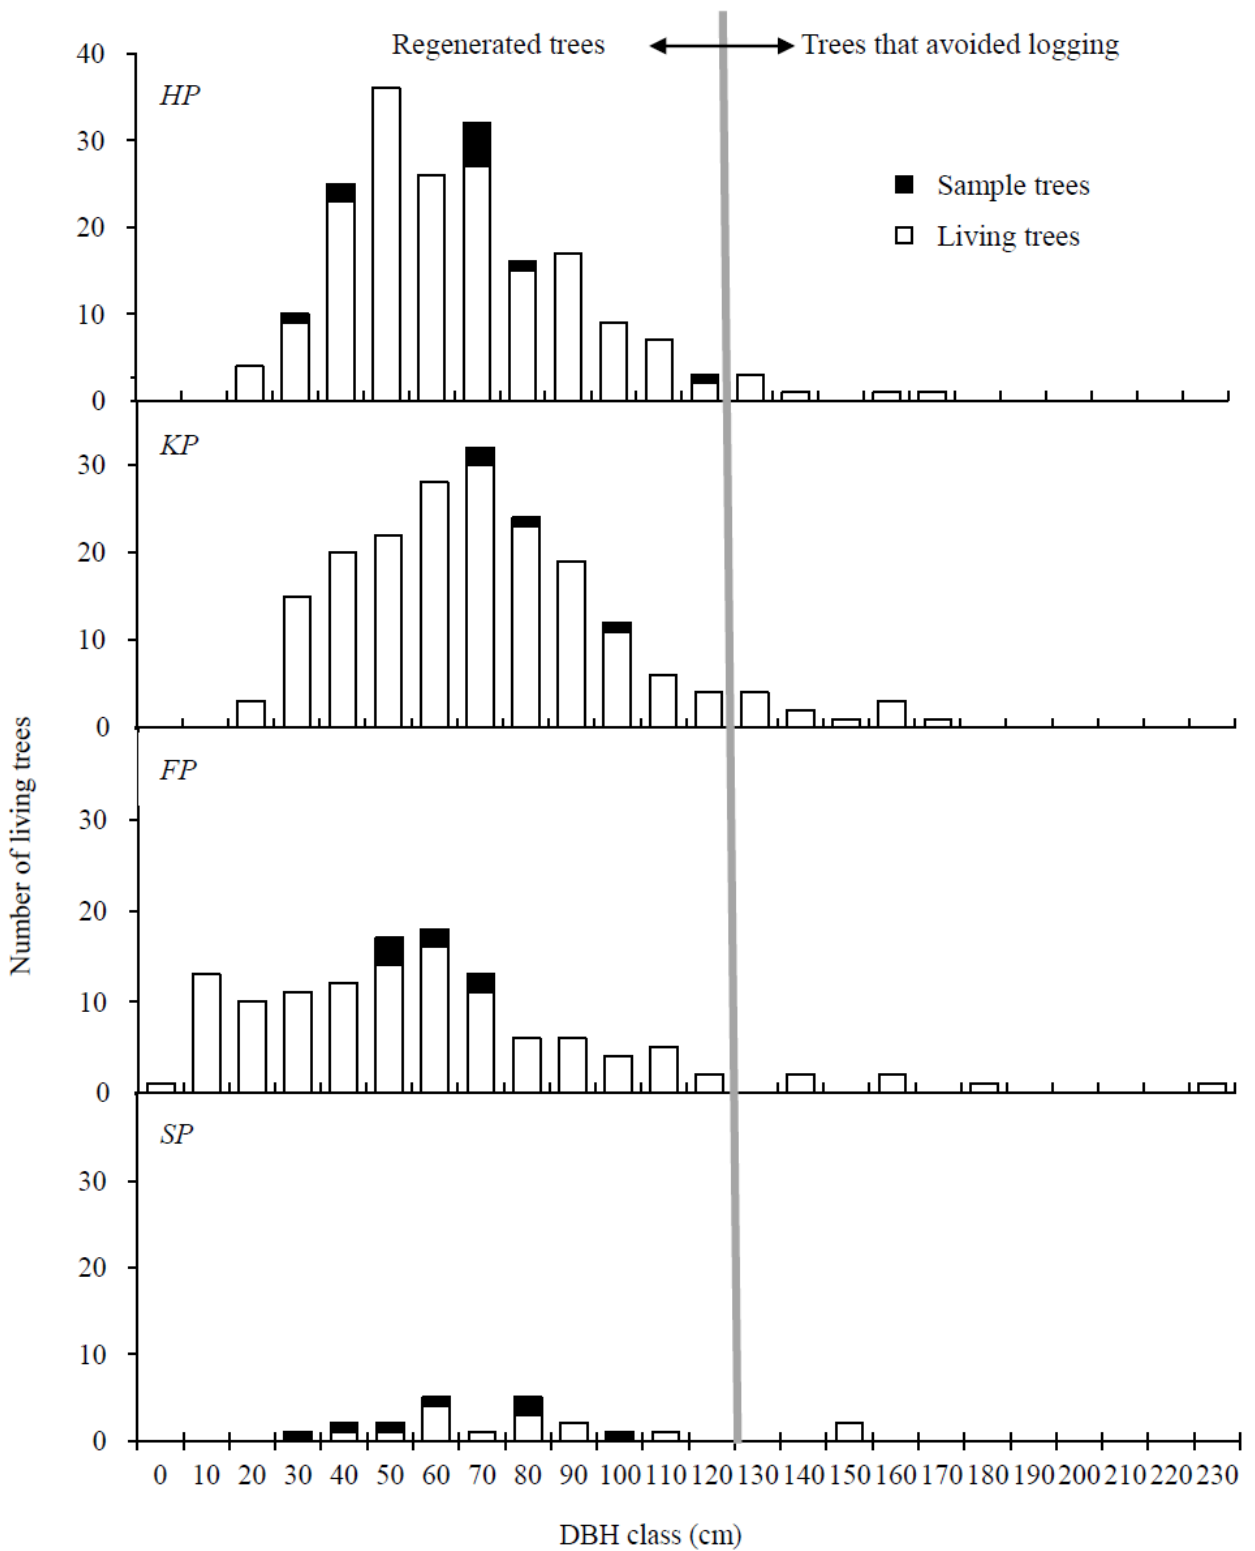 Regenerated trees
Trees that avoided logging
40
HP
30
20
10
0
Sample trees
Living trees
KP
30
20
10
0
FP
30
20
10
0
SP
30
20
10
0
Number of living trees
0 10 20 30 40 50 60 70 80 90 100 110 120 130 140 150 160 170 180 190 200 210 220 230
DBH class (cm)